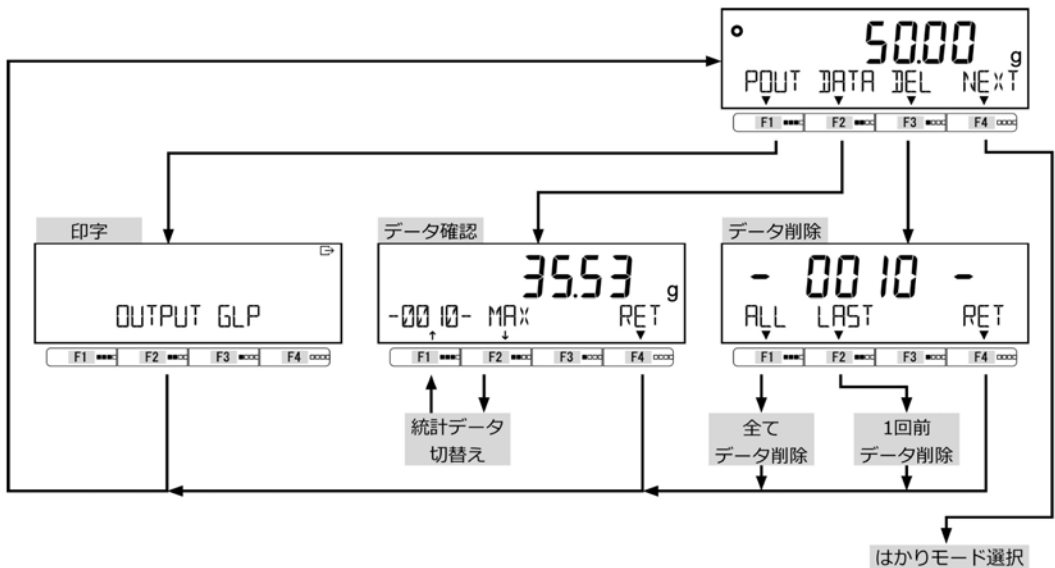 50.00 g
POUT DATA DEL NEXT
F1 F2 F3 F4
印字
OUTPUT GLP
F1 F2 F3 F4
データ確認
35.53 g
-0010- MAX RET
F1 F2 F3 F4
統計データ
切替え
データ削除
- 0010 -
ALL LAST RET
F1 F2 F3 F4
全て
データ削除
1回前
データ削除
はかりモード選択